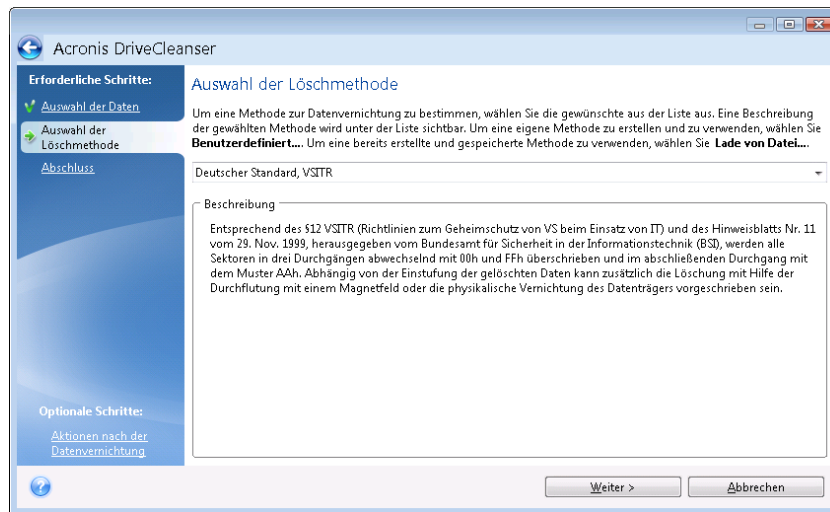 Acronis DriveCleanser
Erforderliche Schritte:
Auswahl der Daten
Auswahl der
Löschmethode
Abschluss
Optionale Schritte:
Aktionen nach der
Datenvernichtung
Auswahl der Löschmethode
Um eine Methode zur Datenvernichtung zu bestimmen, wählen Sie die gewünschte aus der Liste aus. Eine Beschreibung
der gewählten Methode wird unter der Liste sichtbar. Um eine eigene Methode zu erstellen und zu verwenden, wählen Sie
Benutzerdefiniert.... Um eine bereits erstellte und gespeicherte Methode zu verwenden, wählen Sie Lade von Datei....
Deutscher Standard, VSITR
Beschreibung
Entsprechend des §12 VSITR (Richtlinien zum Geheimschutz von VS beim Einsatz von IT) und des Hinweisblatts Nr. 11
vom 29. Nov. 1999, herausgegeben vom Bundesamt für Sicherheit in der Informationstechnik (BSI), werden alle
Sektoren in drei Durchgängen abwechselnd mit 00h und FFh überschrieben und im abschließenden Durchgang mit
dem Muster AAh. Abhängig von der Einstufung der gelöschten Daten kann zusätzlich die Löschung mit Hilfe der
Durchflutung mit einem Magnetfeld oder die physikalische Vernichtung des Datenträgers vorgeschrieben sein.
Weiter >
Abbrechen